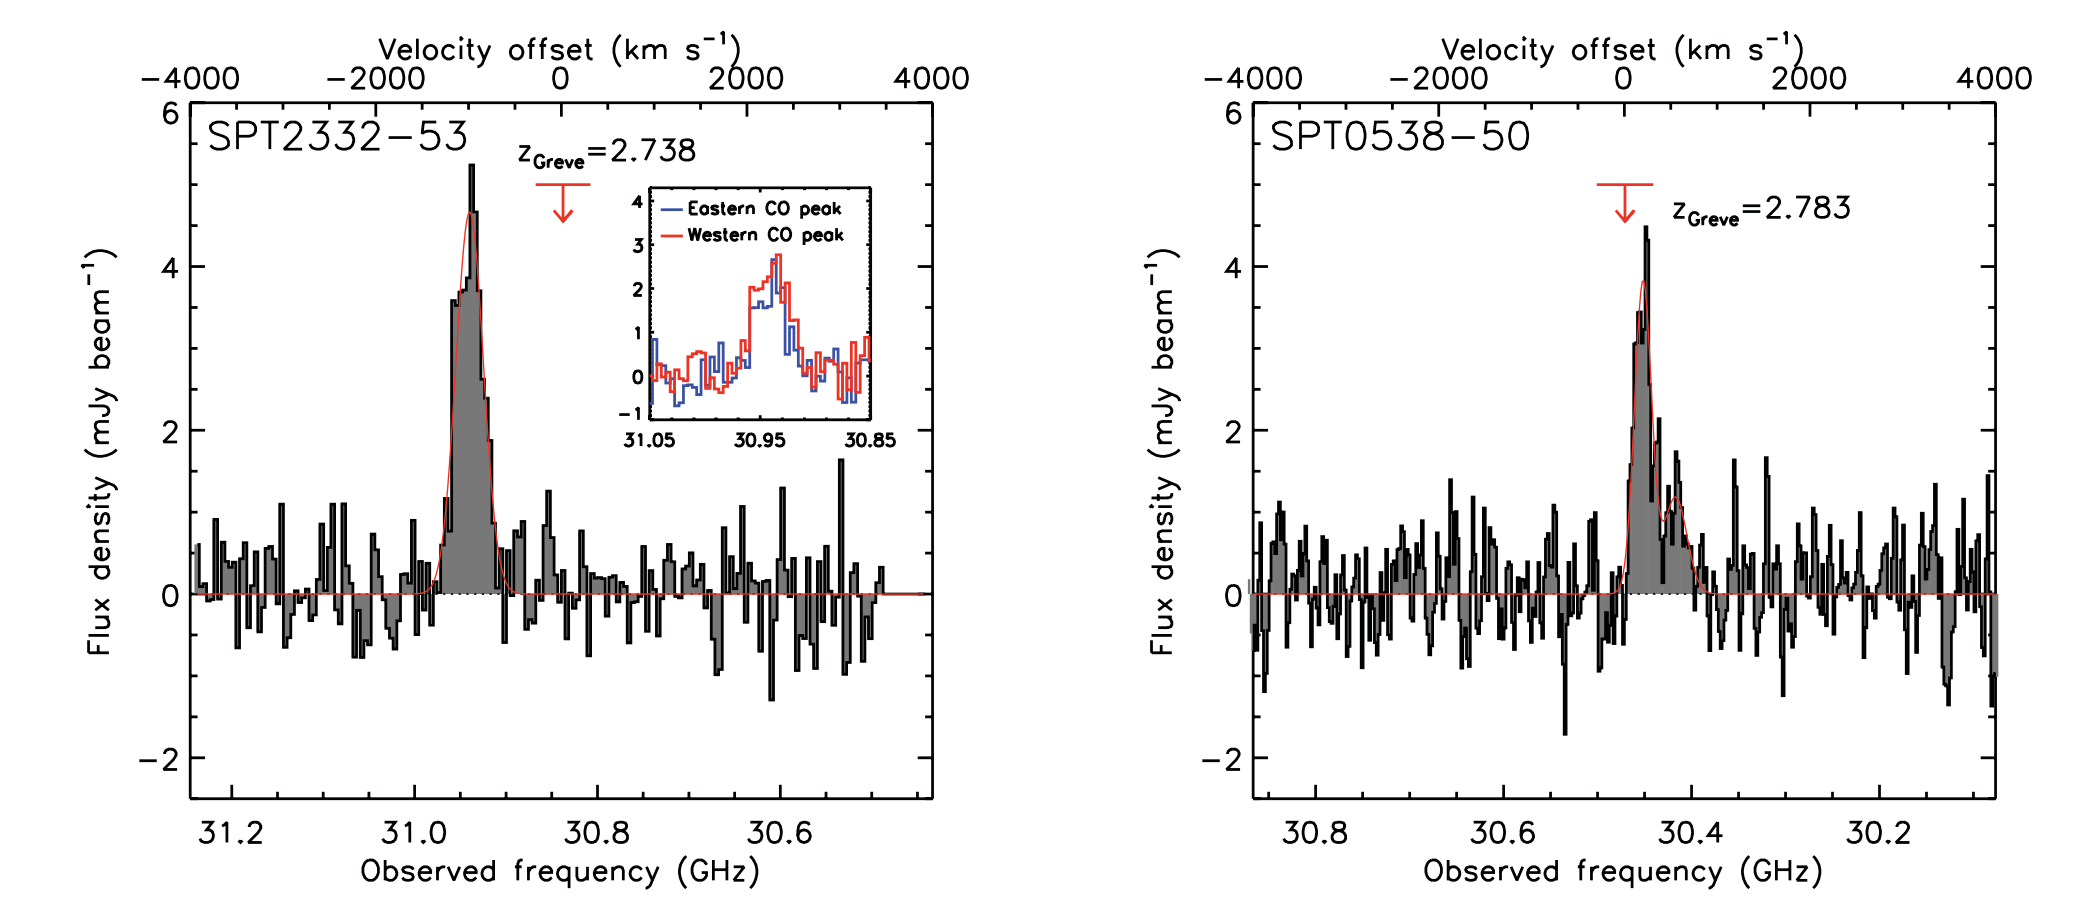 Velocity offset (km s⁻¹)
−4000 −2000 0 2000 4000
SPT2332−53
z_Greve=2.738
6
4
2
0
−2
Flux density (mJy beam⁻¹)
Eastern CO peak
Western CO peak
4
3
2
1
0
−1
31.05 30.95 30.85
31.2 31.0 30.8 30.6
Observed frequency (GHz)
Velocity offset (km s⁻¹)
−4000 −2000 0 2000 4000
SPT0538−50
z_Greve=2.783
6
4
2
0
−2
Flux density (mJy beam⁻¹)
30.8 30.6 30.4 30.2
Observed frequency (GHz)